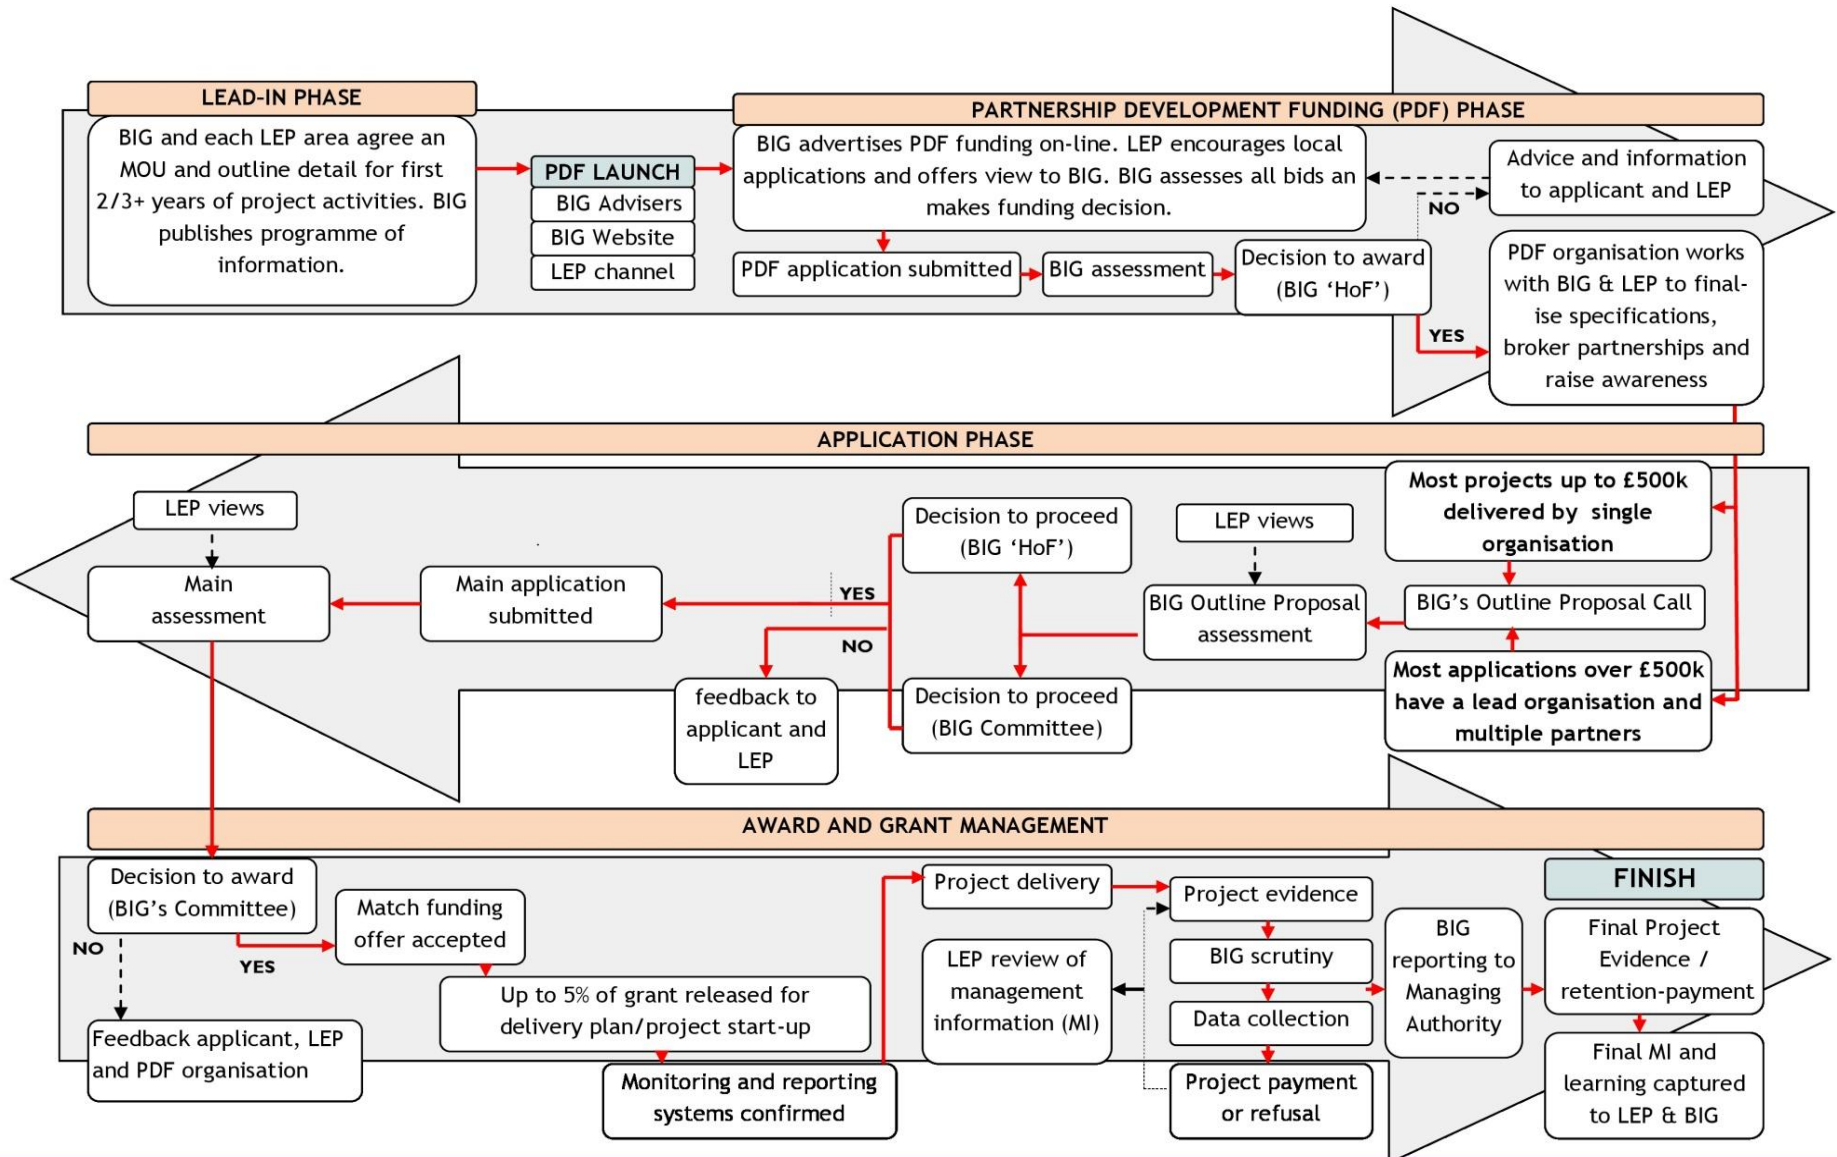 LEAD-IN PHASE
BIG and each LEP area agree an
MOU and outline detail for first
2/3+ years of project activities. BIG
publishes programme of
information.
PDF LAUNCH
BIG Advisers
BIG Website
LEP channel
PARTNERSHIP DEVELOPMENT FUNDING (PDF) PHASE
BIG advertises PDF funding on-line. LEP encourages local
applications and offers view to BIG. BIG assesses all bids an
makes funding decision.
PDF application submitted
BIG assessment
Decision to award
(BIG ‘HoF’)
NO
Advice and information
to applicant and LEP
YES
PDF organisation works
with BIG & LEP to final-
ise specifications,
broker partnerships and
raise awareness
APPLICATION PHASE
Most projects up to £500k
delivered by single
organisation
BIG’s Outline Proposal Call
Most applications over £500k
have a lead organisation and
multiple partners
LEP views
BIG Outline Proposal
assessment
Decision to proceed
(BIG ‘HoF’)
Decision to proceed
(BIG Committee)
YES
NO
feedback to
applicant and
LEP
Main application
submitted
LEP views
Main
assessment
AWARD AND GRANT MANAGEMENT
Decision to award
(BIG’s Committee)
NO
YES
Feedback applicant, LEP
and PDF organisation
Match funding
offer accepted
Up to 5% of grant released for
delivery plan/project start-up
Monitoring and reporting
systems confirmed
Project delivery
LEP review of
management
information (MI)
Project evidence
BIG scrutiny
Data collection
Project payment
or refusal
BIG
reporting to
Managing
Authority
FINISH
Final Project
Evidence /
retention-payment
Final MI and
learning captured
to LEP & BIG